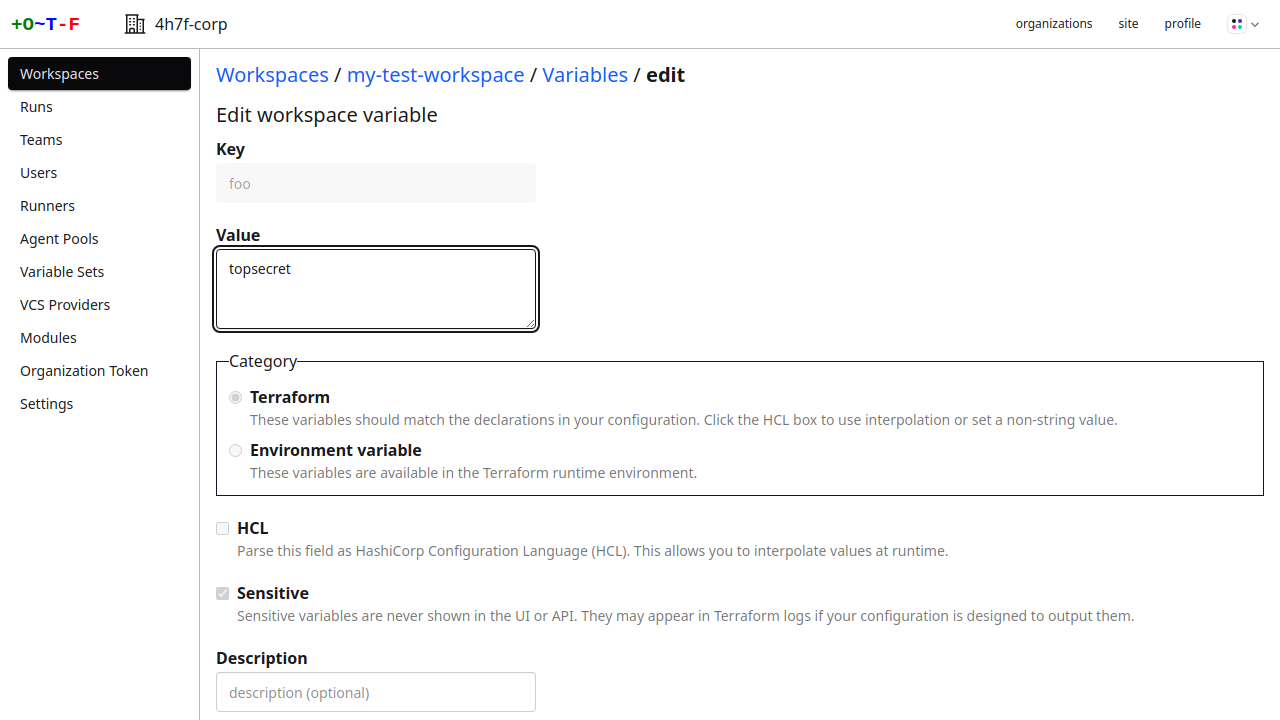 +O~T-F
4h7f-corp
organizations
site
profile
Workspaces
Runs
Teams
Users
Runners
Agent Pools
Variable Sets
VCS Providers
Modules
Organization Token
Settings
Workspaces / my-test-workspace / Variables / edit
Edit workspace variable
Key
foo
Value
topsecret
Category
Terraform
These variables should match the declarations in your configuration. Click the HCL box to use interpolation or set a non-string value.
Environment variable
These variables are available in the Terraform runtime environment.
HCL
Parse this field as HashiCorp Configuration Language (HCL). This allows you to interpolate values at runtime.
Sensitive
Sensitive variables are never shown in the UI or API. They may appear in Terraform logs if your configuration is designed to output them.
Description
description (optional)